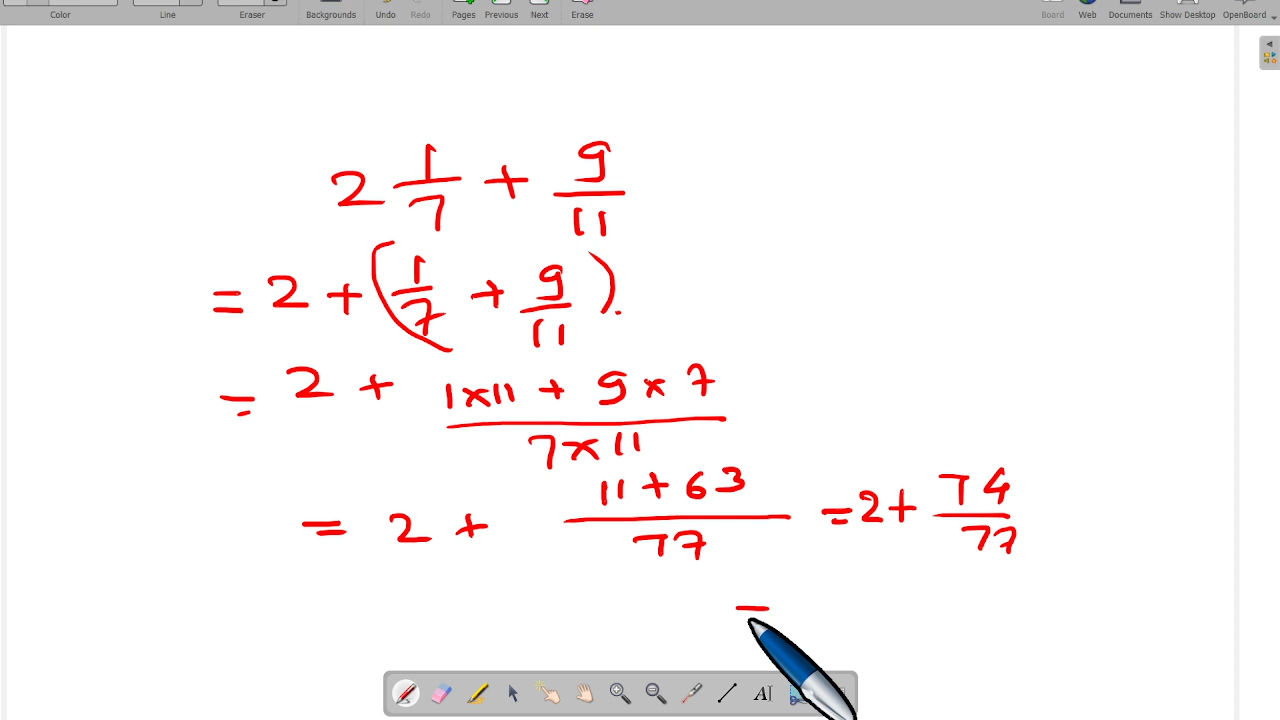 Color Line Eraser Backgrounds Undo Redo Pages Previous Next Erase Board Web Documents Show Desktop OpenBoard
2 1/7 + 9/11
= 2 + (1/7 + 9/11).
= 2 + (1×11 + 9×7)/(7×11)
= 2 + (11+63)/77 = 2 + 74/77